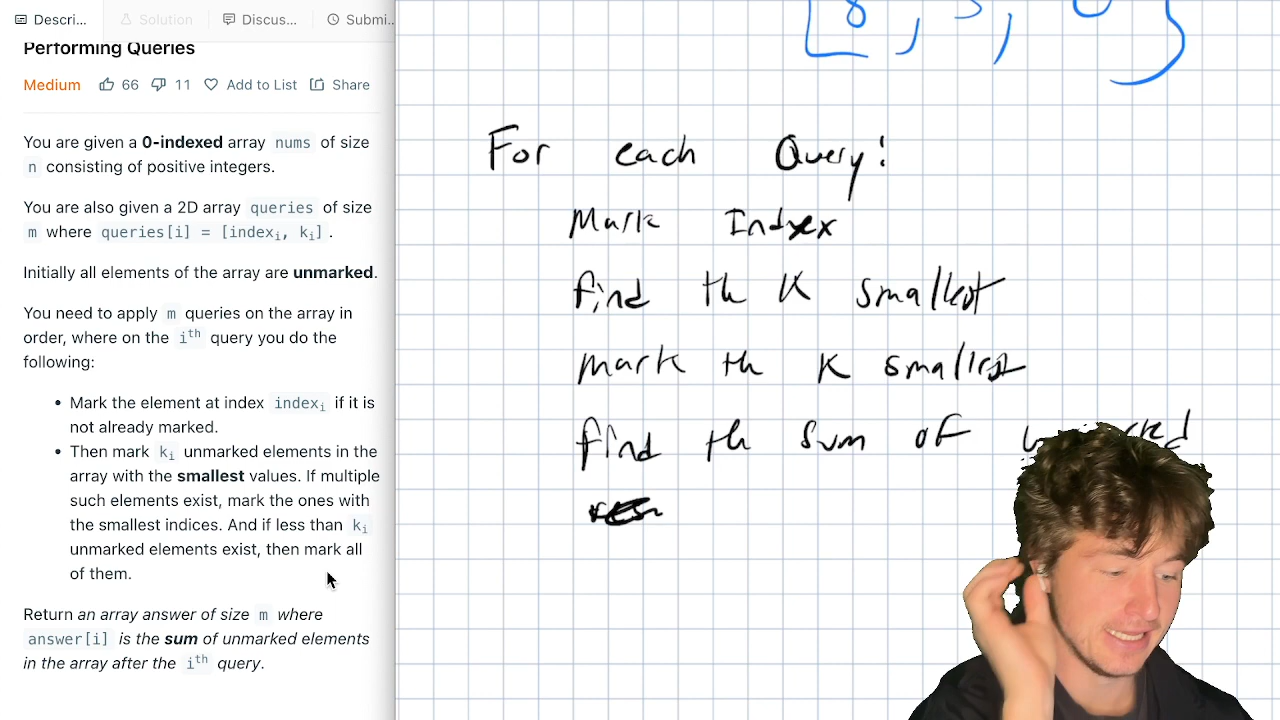 Descri...
Solution
Discus...
Submi...
Performing Queries
Medium 66 11 Add to List Share
You are given a 0-indexed array nums of size
n consisting of positive integers.
You are also given a 2D array queries of size
m where queries[i] = [indexi, ki].
Initially all elements of the array are unmarked.
You need to apply m queries on the array in
order, where on the ith query you do the
following:
• Mark the element at index indexi if it is
not already marked.
• Then mark ki unmarked elements in the
array with the smallest values. If multiple
such elements exist, mark the ones with
the smallest indices. And if less than ki
unmarked elements exist, then mark all
of them.
Return an array answer of size m where
answer[i] is the sum of unmarked elements
in the array after the ith query.
[8, 3, 0]
For each Query:
Mark Index
find th K smallest
mark th K smallest
find th sum of